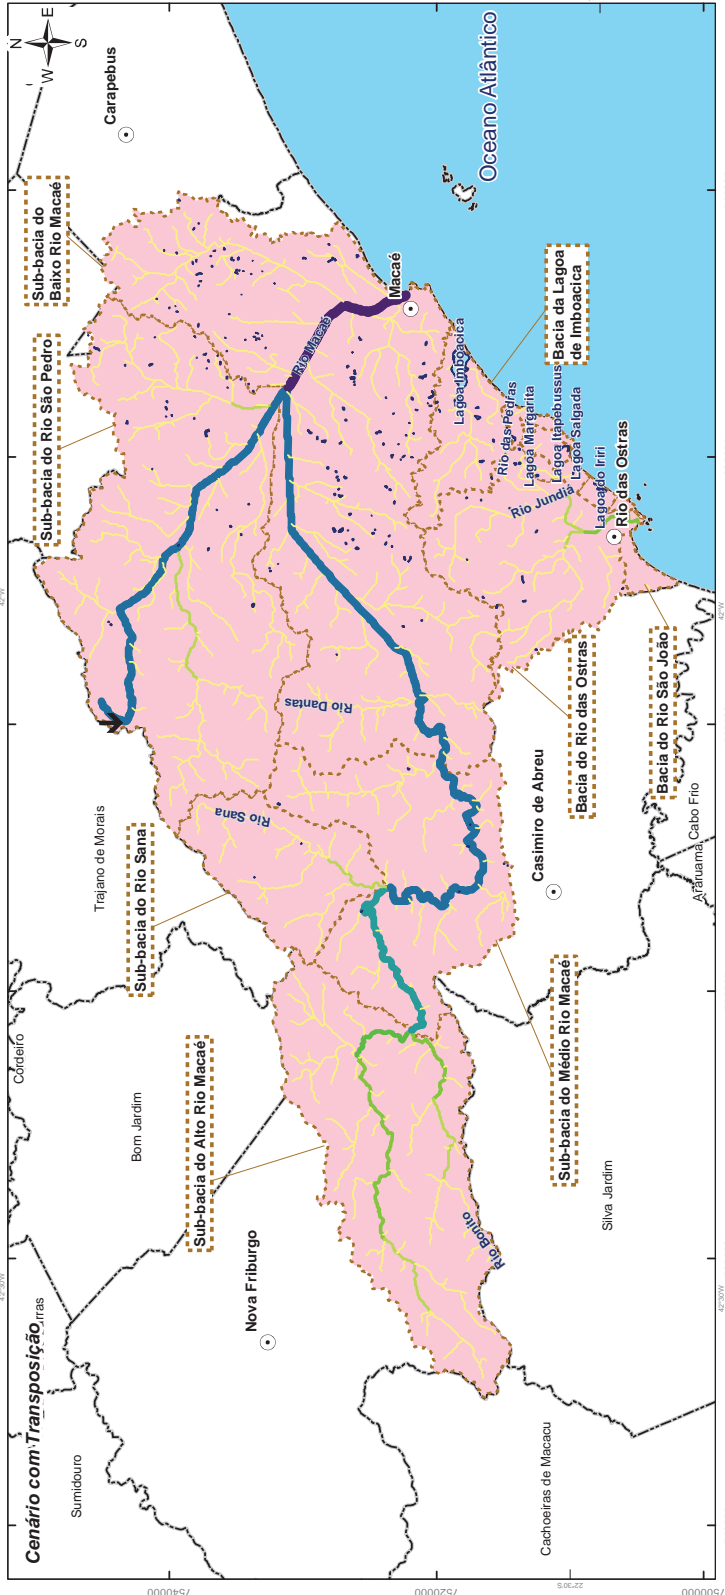 Cenário com Transposição
Sumidouro
Cordeiro
Bom Jardim
Trajano de Morais
Carapebus
N
E
S
W
Nova Friburgo
Cachoeiras de Macacu
Silva Jardim
Casimiro de Abreu
Araruama
Cabo Frio
Macaé
Rio das Ostras
Oceano Atlântico
Sub-bacia do Alto Rio Macaé
Sub-bacia do Rio Sana
Sub-bacia do Rio São Pedro
Sub-bacia do
Baixo Rio Macaé
Sub-bacia do Médio Rio Macaé
Bacia do Rio das Ostras
Bacia do Rio São João
Bacia da Lagoa
de Imboacica
Rio Bonito
Rio Sana
Rio Dantas
Rio Macaé
Rio Jundiá
Lagoa Imboacica
Rio das Pedras
Lagoa Margarita
Lagoa Itapebussus
Lagoa Salgada
Lagoa do Iriri
42°30'W
42°W
42°30'W
42°W
7540000
7520000
22°30'S
7500000